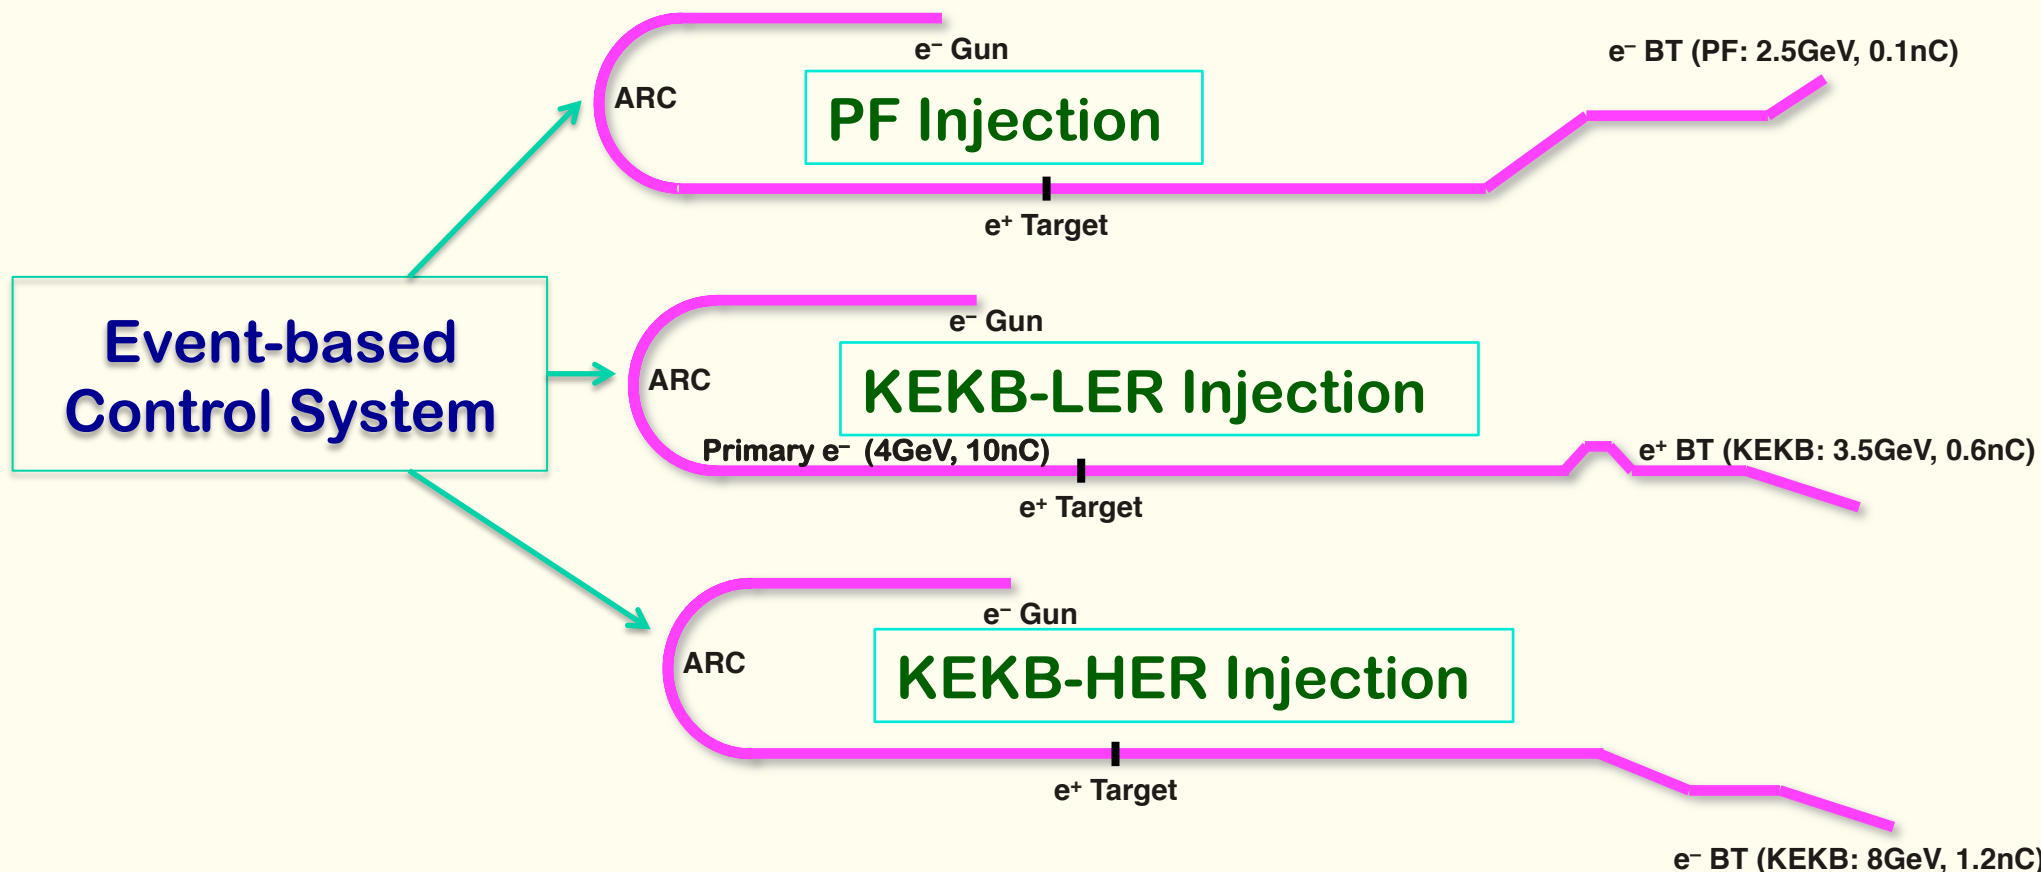 e– Gun
e– BT (PF: 2.5GeV, 0.1nC)
ARC
PF Injection
e+ Target
Event-based
Control System
e– Gun
ARC
KEKB-LER Injection
Primary e– (4GeV, 10nC)
e+ BT (KEKB: 3.5GeV, 0.6nC)
e+ Target
e– Gun
ARC
KEKB-HER Injection
e+ Target
e– BT (KEKB: 8GeV, 1.2nC)